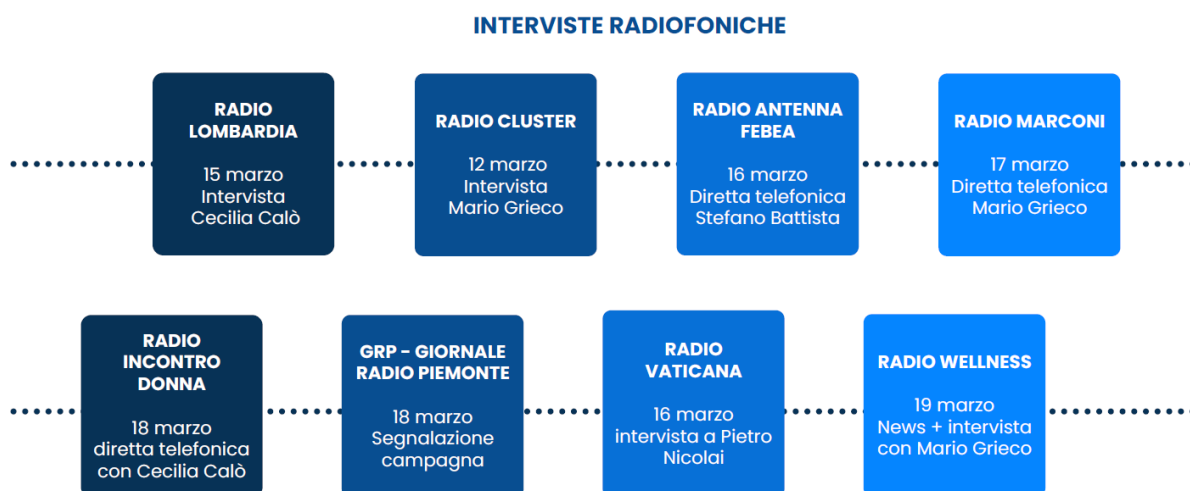 INTERVISTE RADIOFONICHE
RADIO
LOMBARDIA
15 marzo
Intervista
Cecilia Calò
RADIO CLUSTER
12 marzo
Intervista
Mario Grieco
RADIO ANTENNA
FEBEA
16 marzo
Diretta telefonica
Stefano Battista
RADIO MARCONI
17 marzo
Diretta telefonica
Mario Grieco
RADIO
INCONTRO
DONNA
18 marzo
diretta telefonica
con Cecilia Calò
GRP - GIORNALE
RADIO PIEMONTE
18 marzo
Segnalazione
campagna
RADIO
VATICANA
16 marzo
intervista a Pietro
Nicolai
RADIO WELLNESS
19 marzo
News + intervista
con Mario Grieco